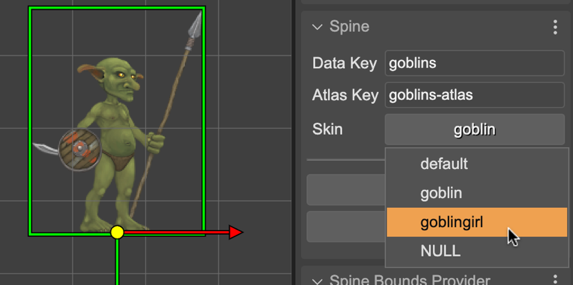 Spine
Data Key goblins
Atlas Key goblins-atlas
Skin goblin
default
goblin
goblingirl
NULL
Spine Bounds Provider